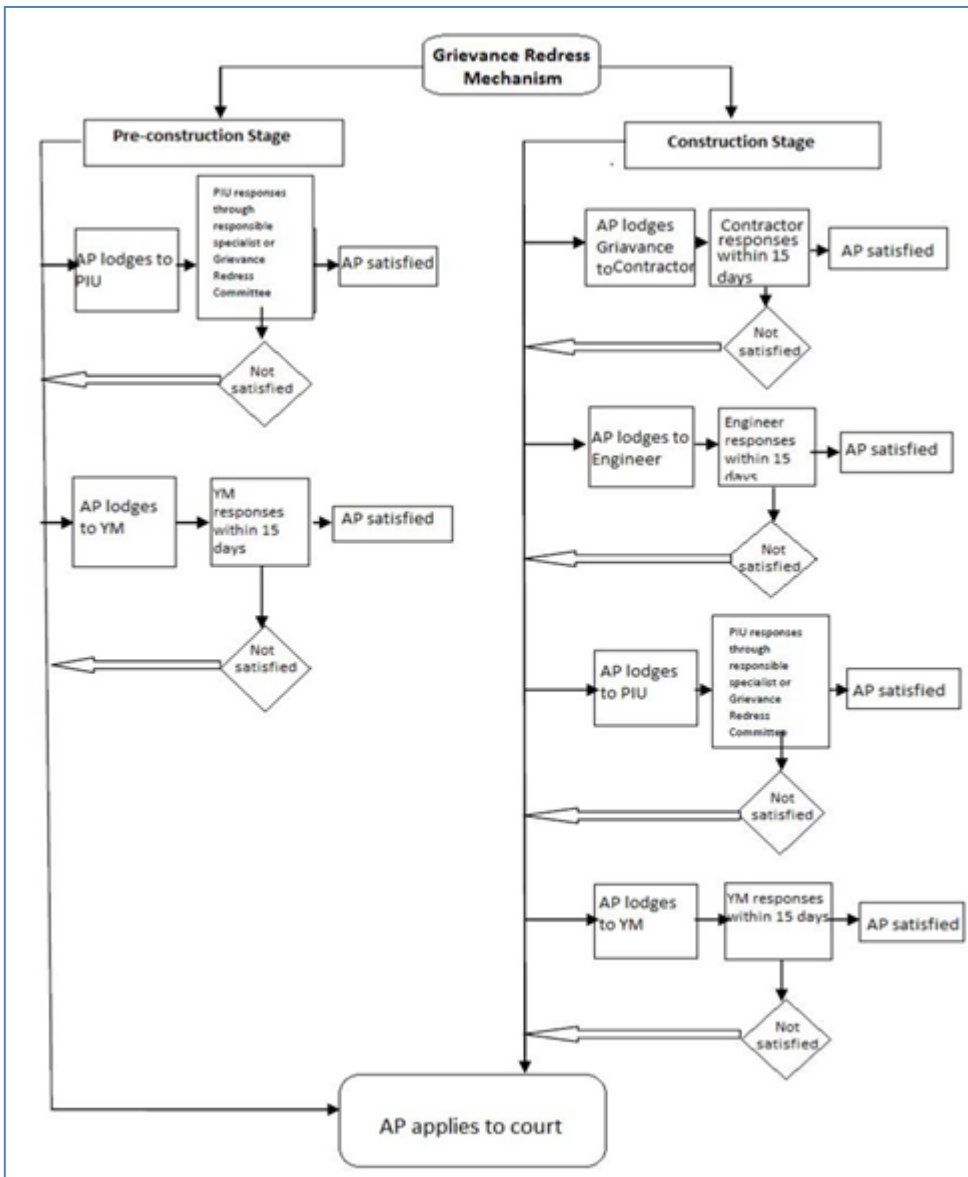 Grievance Redress
Mechanism
Pre-construction Stage
PIU responses
through
responsible
specialist or
Grievance
Redress
Committee
AP lodges to
PIU
AP satisfied
Not
satisfied
AP lodges
to YM
YM
responses
within 15
days
AP satisfied
Not
satisfied
Construction Stage
AP lodges
Griavance
toContractor
Contractor
responses
within 15
days
AP satisfied
Not
satisfied
AP lodges to
Engineer
Engineer
responses
within 15
days
AP satisfied
Not
satisfied
AP lodges
to PIU
PIU responses
through
responsible
specialist or
Grievance
Redress
Committee
AP satisfied
Not
satisfied
AP lodges
to YM
YM responses
within 15 days
AP satisfied
Not
satisfied
AP applies to court